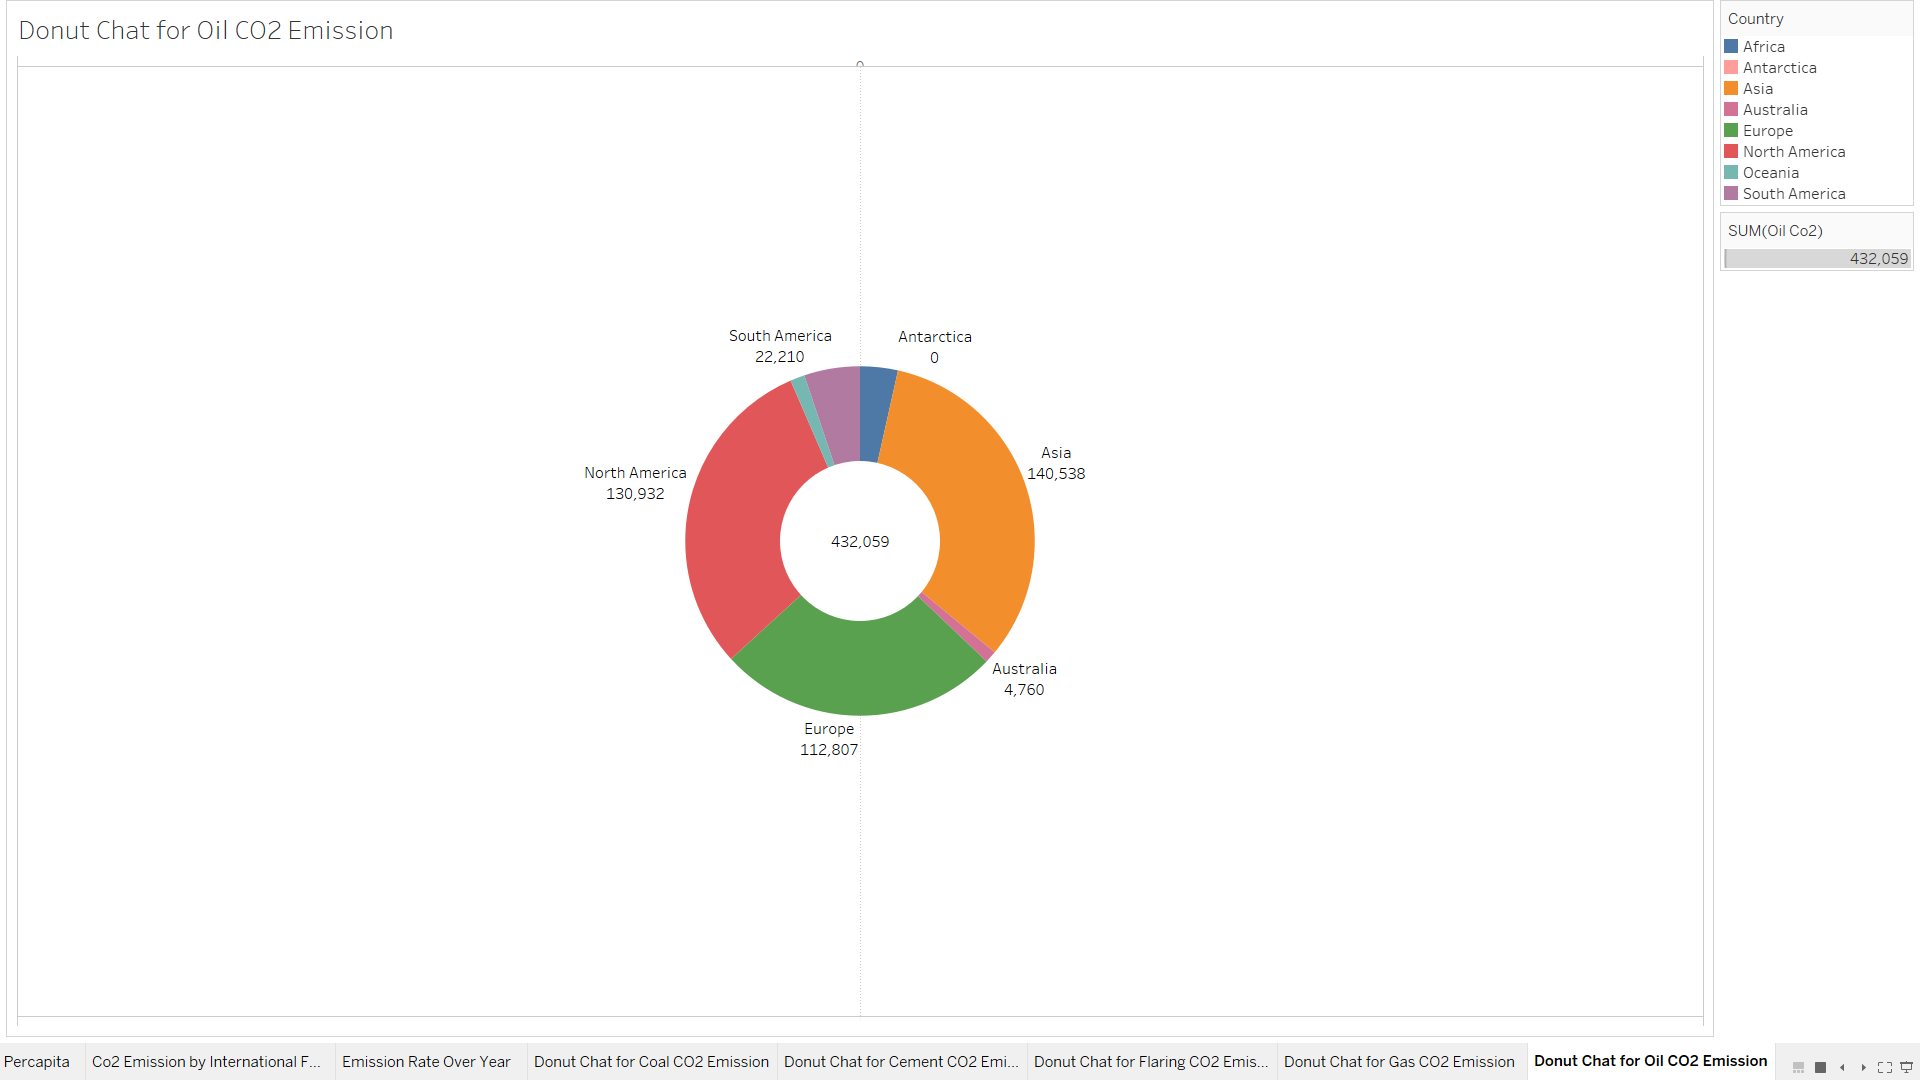 Donut Chat for Oil CO2 Emission
Country
Africa
Antarctica
Asia
Australia
Europe
North America
Oceania
South America
SUM(Oil Co2)
432,059
South America
22,210
Antarctica
0
Asia
140,538
North America
130,932
432,059
Australia
4,760
Europe
112,807
Percapita
Co2 Emission by International F...
Emission Rate Over Year
Donut Chat for Coal CO2 Emission
Donut Chat for Cement CO2 Emi...
Donut Chat for Flaring CO2 Emis...
Donut Chat for Gas CO2 Emission
Donut Chat for Oil CO2 Emission